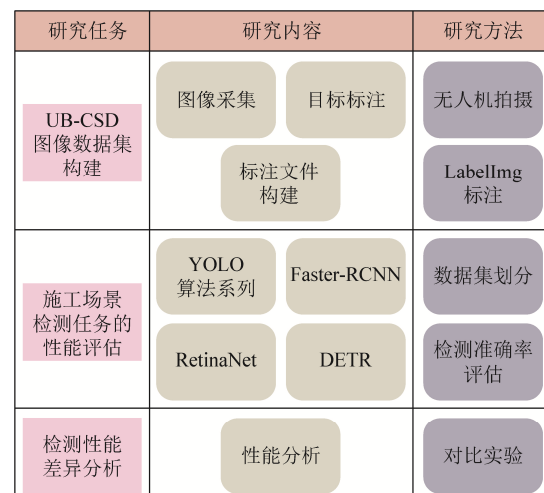 研究任务
研究内容
研究方法
UB-CSD
图像数据集
构建
图像采集
目标标注
标注文件
构建
无人机拍摄
LabelImg
标注
施工场景
检测任务的
性能评估
YOLO
算法系列
Faster-RCNN
RetinaNet
DETR
数据集划分
检测准确率
评估
检测性能
差异分析
性能分析
对比实验